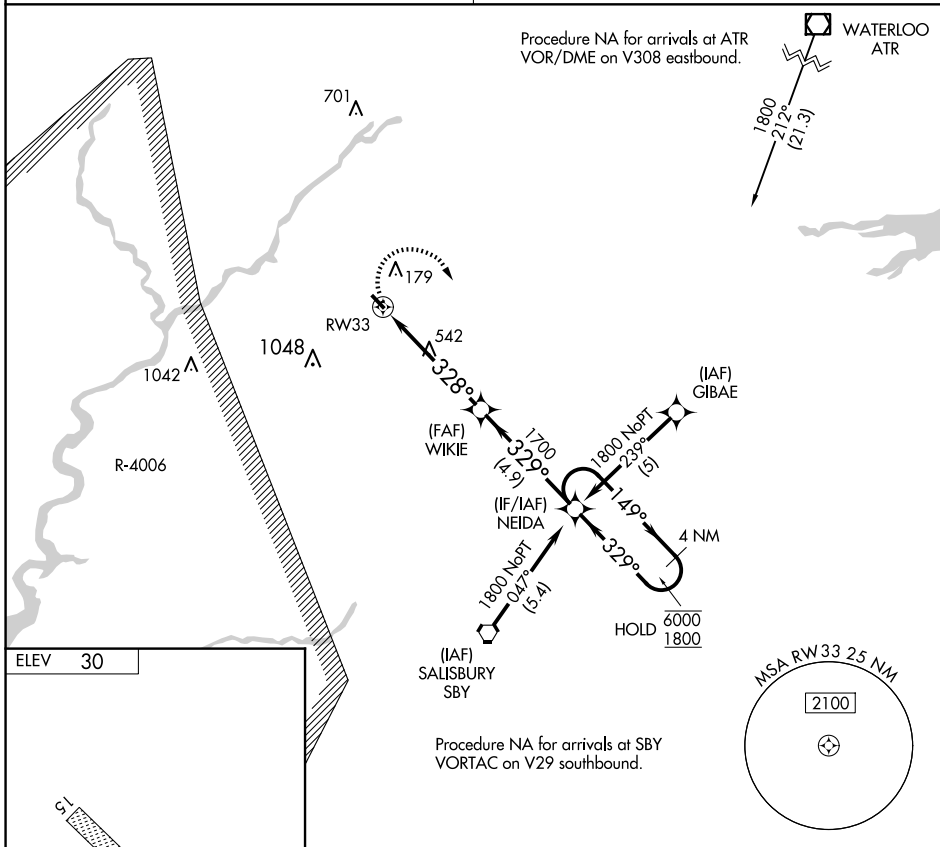 Procedure NA for arrivals at ATR
VOR/DME on V308 eastbound.
WATERLOO
ATR
1800
212°
(21.3)
701
179
RW33
542
1048
1042
328°
(FAF)
WIKIE
1700
329°
(4.9)
(IAF)
GIBAE
1800 NoPT
239°
(5)
R-4006
(IF/IAF)
NEIDA
149°
4 NM
329°
1800 NoPT
047°
(5.4)
HOLD
6000
1800
(IAF)
SALISBURY
SBY
ELEV 30
MSA RW33 25 NM
2100
Procedure NA for arrivals at SBY
VORTAC on V29 southbound.
15